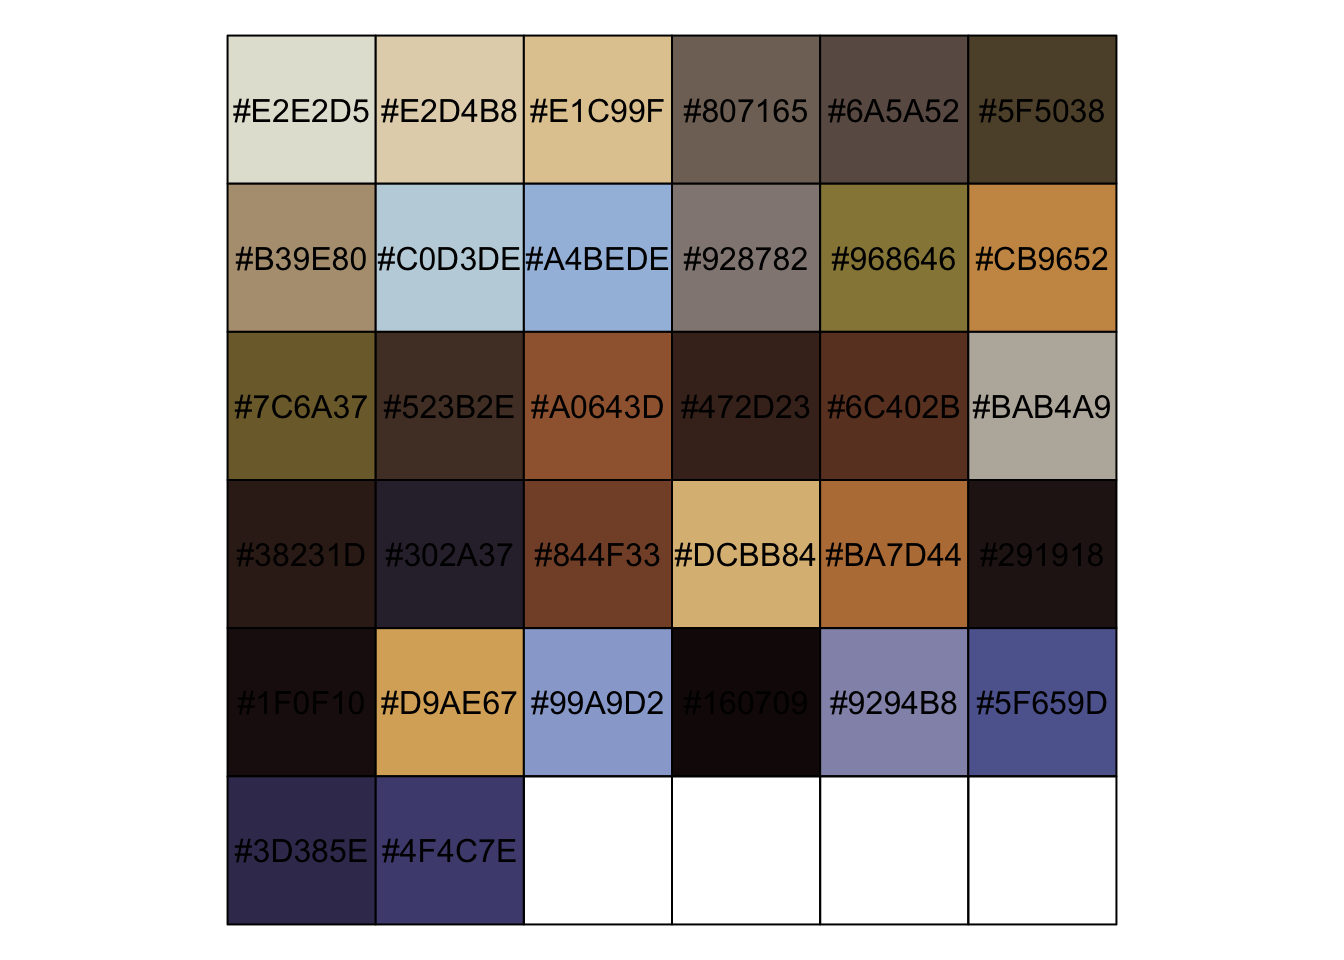 #E2E2D5 #E2D4B8 #E1C99F #807165 #6A5A52 #5F5038
#B39E80 #C0D3DE #A4BEDE #928782 #968646 #CB9652
#7C6A37 #523B2E #A0643D #472D23 #6C402B #BAB4A9
#38231D #302A37 #844F33 #DCBB84 #BA7D44 #291918
#1F0F10 #D9AE67 #99A9D2 #160709 #9294B8 #5F659D
#3D385E #4F4C7E